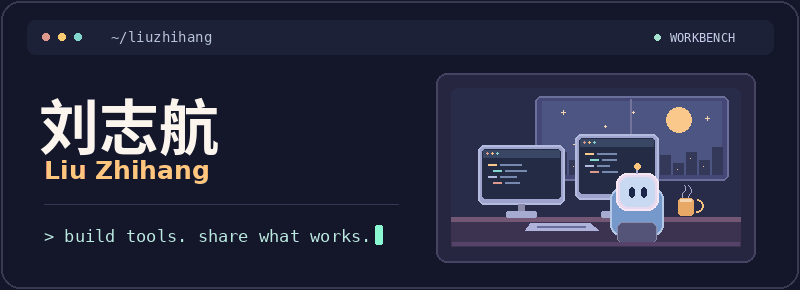 ~/liuzhihang
WORKBENCH
刘志航
Liu Zhihang
> build tools. share what works.